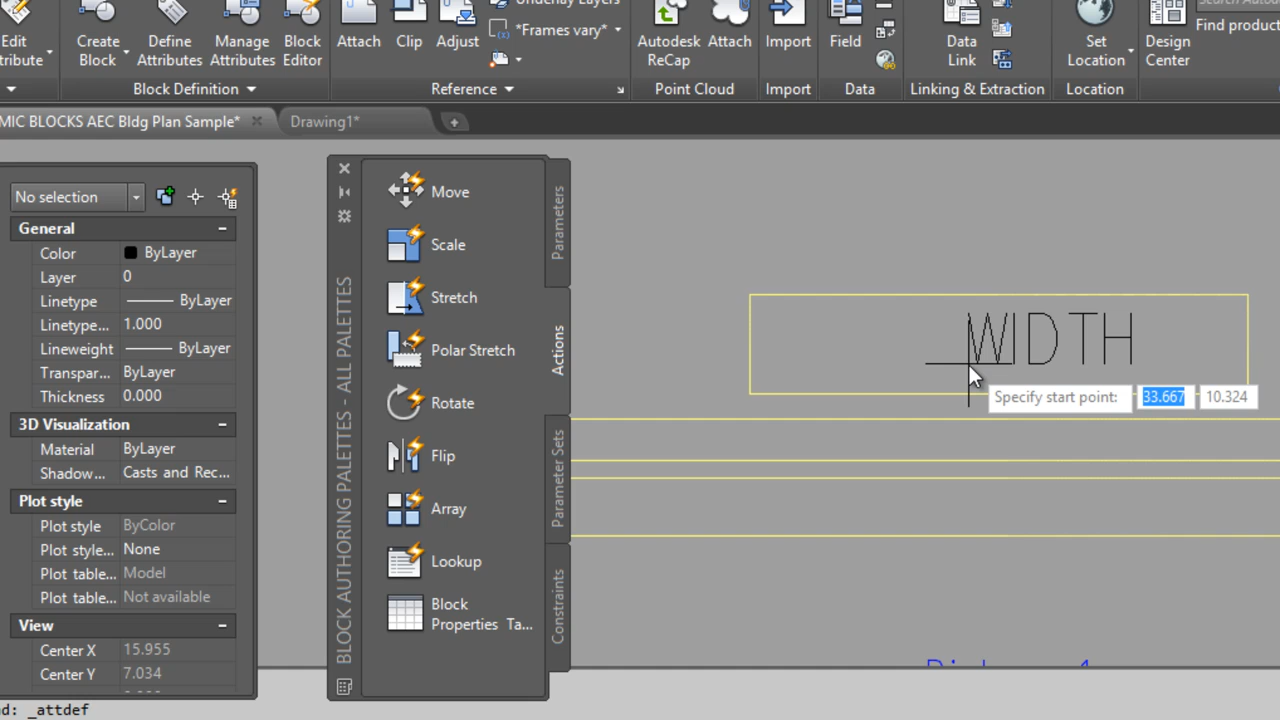 Edit
Create
Define
Manage
Block
Attach
Clip
Adjust
*Frames vary*
Autodesk
Attach
Import
Field
Data
Set
Design
Find product
Block
Attributes
Attributes
Editor
ReCap
Link
Location
Center
Block Definition
Reference
Point Cloud
Import
Data
Linking & Extraction
Location
MIC BLOCKS AEC Bldg Plan Sample*
Drawing1*
No selection
General
Color ByLayer
Layer 0
Linetype ByLayer
Linetype... 1.000
Lineweight ByLayer
Transpar... ByLayer
Thickness 0.000
3D Visualization
Material ByLayer
Shadow... Casts and Rec...
Plot style
Plot style ByColor
Plot style... None
Plot table... Model
Plot table... Not available
View
Center X 15.955
Center Y 7.034
BLOCK AUTHORING PALETTES - ALL PALETTES
Move
Scale
Stretch
Polar Stretch
Rotate
Flip
Array
Lookup
Block
Properties Ta...
Parameters
Actions
Parameter Sets
Constraints
WIDTH
Specify start point: 33.667 10.324
nd: _attdef